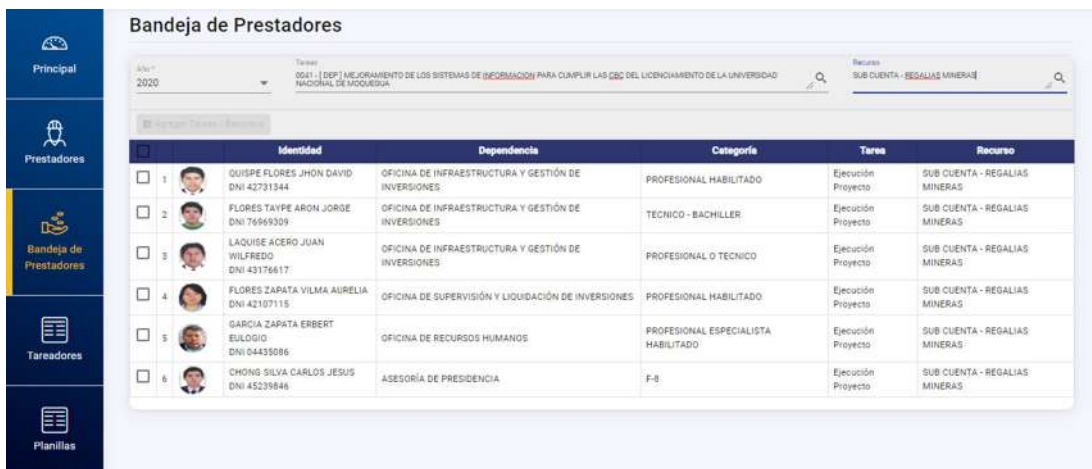 Bandeja de Prestadores
Principal
Año *
2020
Tareas
0041 - [ DEP ] MEJORAMIENTO DE LOS SISTEMAS DE INFORMACION PARA CUMPLIR LAS CBC DEL LICENCIAMIENTO DE LA UNIVERSIDAD
NACIONAL DE MOQUEGUA
Recurso
SUB CUENTA - REGALIAS MINERAS
Agregar Tareas / Recursos
Prestadores
Identidad Dependencia Categoría Tarea Recurso
1 QUISPE FLORES JHON DAVID
DNI 42731344
OFICINA DE INFRAESTRUCTURA Y GESTIÓN DE
INVERSIONES
PROFESIONAL HABILITADO
Ejecución
Proyecto
SUB CUENTA - REGALIAS
MINERAS
2 FLORES TAYPE ARON JORGE
DNI 76969309
OFICINA DE INFRAESTRUCTURA Y GESTIÓN DE
INVERSIONES
TECNICO - BACHILLER
Ejecución
Proyecto
SUB CUENTA - REGALIAS
MINERAS
Bandeja de
Prestadores
3 LAQUISE ACERO JUAN
WILFREDO
DNI 43176617
OFICINA DE INFRAESTRUCTURA Y GESTIÓN DE
INVERSIONES
PROFESIONAL O TECNICO
Ejecución
Proyecto
SUB CUENTA - REGALIAS
MINERAS
4 FLORES ZAPATA VILMA AURELIA
DNI 42107115
OFICINA DE SUPERVISIÓN Y LIQUIDACIÓN DE INVERSIONES
PROFESIONAL HABILITADO
Ejecución
Proyecto
SUB CUENTA - REGALIAS
MINERAS
Tareadores
5 GARCIA ZAPATA ERBERT
EULOGIO
DNI 04435086
OFICINA DE RECURSOS HUMANOS
PROFESIONAL ESPECIALISTA
HABILITADO
Ejecución
Proyecto
SUB CUENTA - REGALIAS
MINERAS
6 CHONG SILVA CARLOS JESUS
DNI 45239846
ASESORÍA DE PRESIDENCIA
F-8
Ejecución
Proyecto
SUB CUENTA - REGALIAS
MINERAS
Planillas